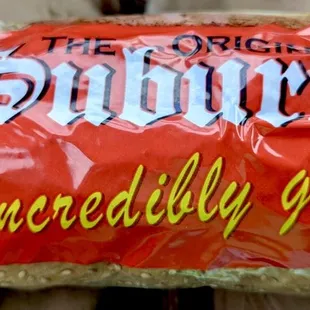 THE ORIGI
Subur
ncredibly g